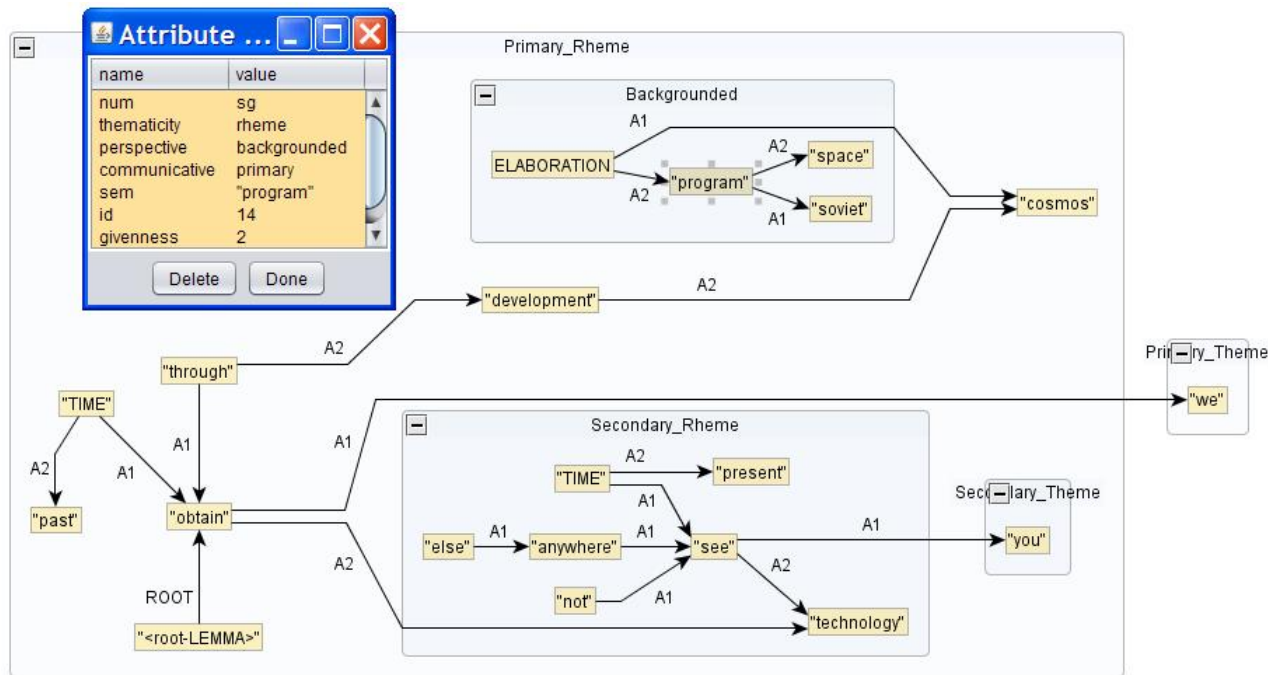 Attribute ...
name value
num sg
thematicity rheme
perspective backgrounded
communicative primary
sem "program"
id 14
givenness 2
Delete Done
Primary_Rheme
Backgrounded
A1
ELABORATION
A2
"program"
A2
"space"
A1
"soviet"
"cosmos"
"development"
A2
"through"
A2
"TIME"
A2
A1
A1
"past"
"obtain"
A1
A2
ROOT
"<root-LEMMA>"
Primary_Theme
"we"
Secondary_Rheme
"TIME"
A2
"present"
A1
"else"
A1
"anywhere"
A1
"see"
A1
"not"
A1
A2
"technology"
"you"